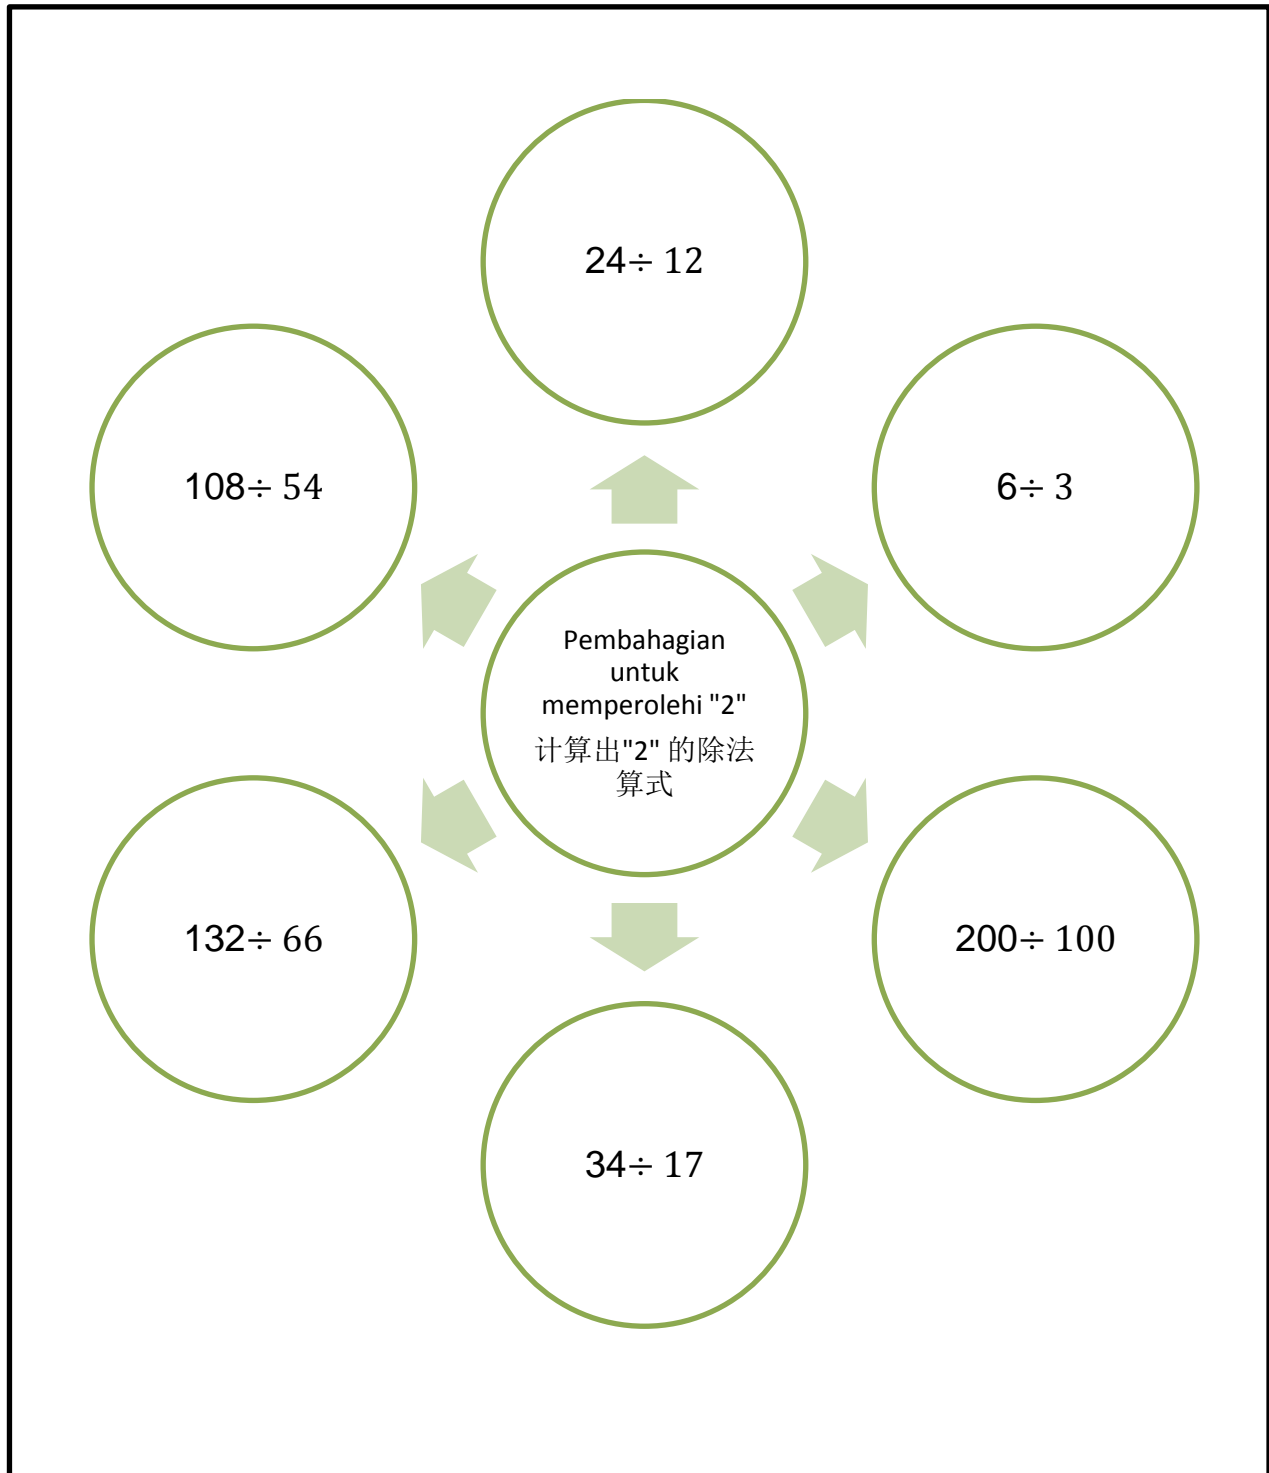 24÷ 12
108÷ 54
6÷ 3
Pembahagian
untuk
memperolehi "2"
计算出"2" 的除法
算式
132÷ 66
200÷ 100
34÷ 17